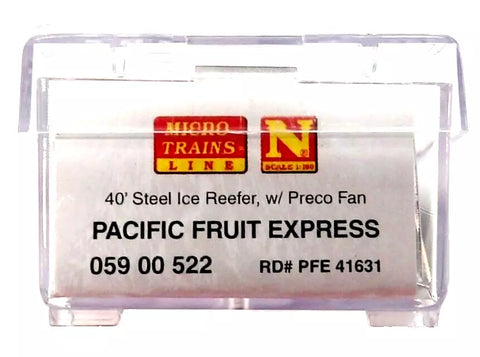 MICRO
TRAINS
LINE
N
SCALE 1:160
40' Steel Ice Reefer, w/ Preco Fan
PACIFIC FRUIT EXPRESS
059 00 522 RD# PFE 41631